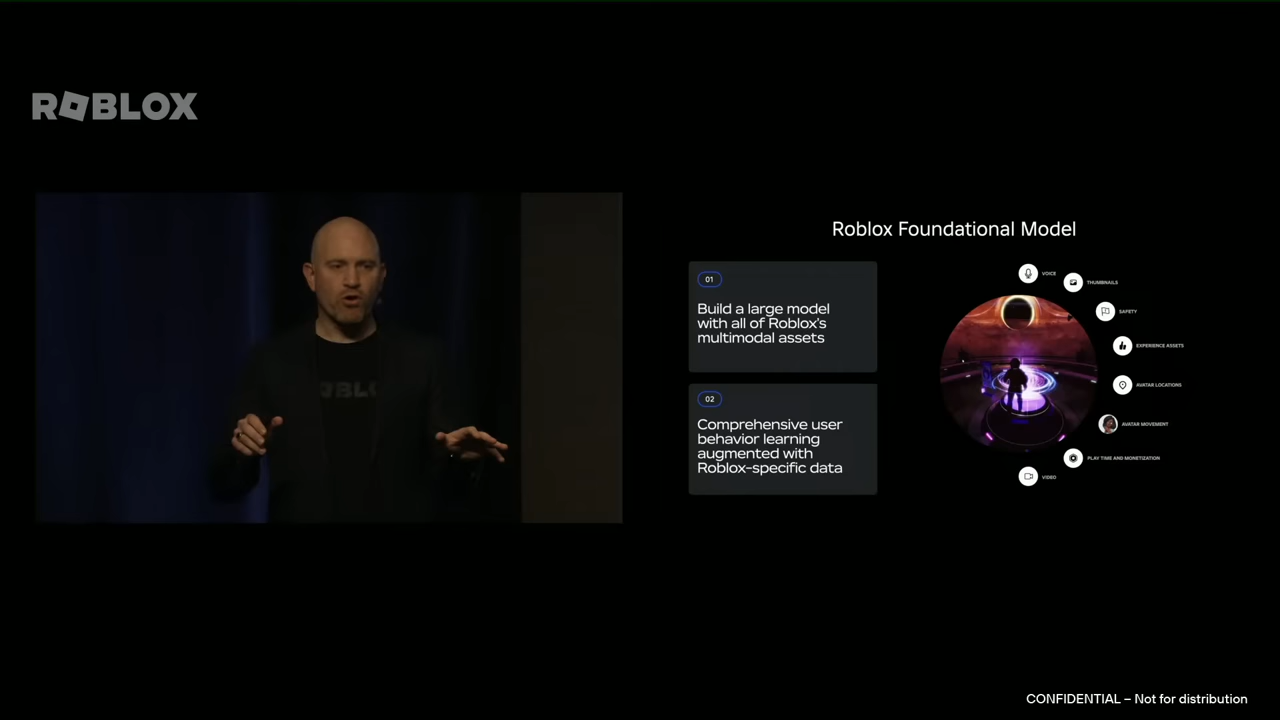 ROBLOX
Roblox Foundational Model
01
Build a large model
with all of Roblox's
multimodal assets
02
Comprehensive user
behavior learning
augmented with
Roblox-specific data
VOICE
THUMBNAILS
SAFETY
EXPERIENCE ASSETS
AVATAR LOCATIONS
AVATAR MOVEMENT
PLAY TIME AND MONETIZATION
VIDEO
CONFIDENTIAL – Not for distribution